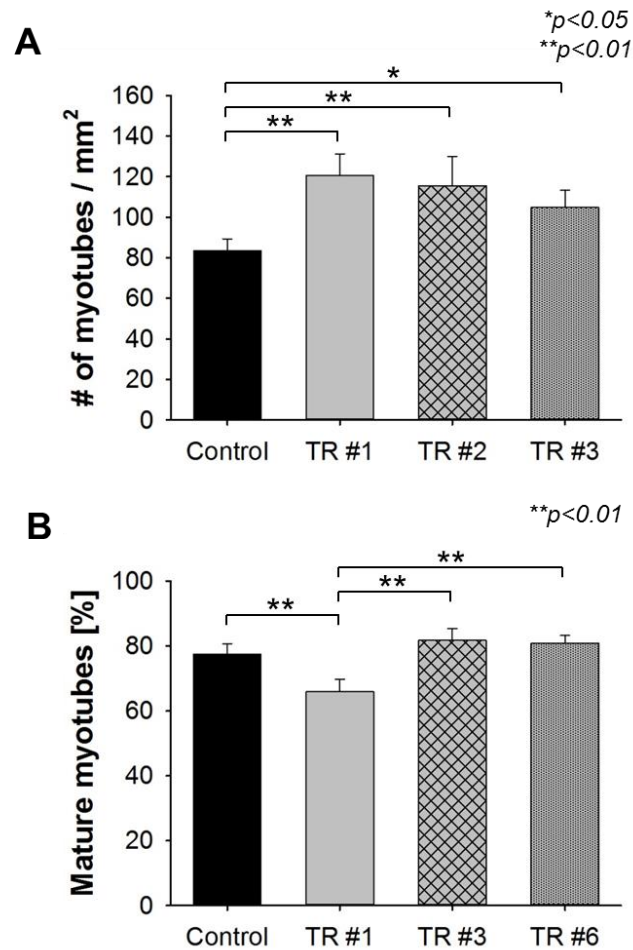 *p<0.05
**p<0.01
A
*
**
**
# of myotubes / mm²
160
140
120
100
80
60
40
20
0
Control TR #1 TR #2 TR #3
**p<0.01
B
**
**
**
Mature myotubes [%]
100
80
60
40
20
0
Control TR #1 TR #3 TR #6